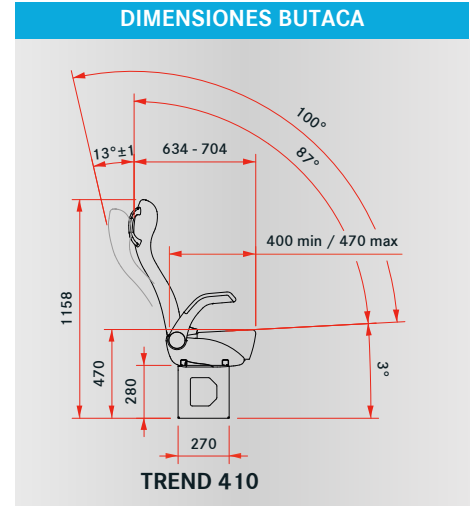 DIMENSIONES BUTACA
100°
87°
13°±1
634 - 704
400 min / 470 max
1158
470
280
3°
270
TREND 410